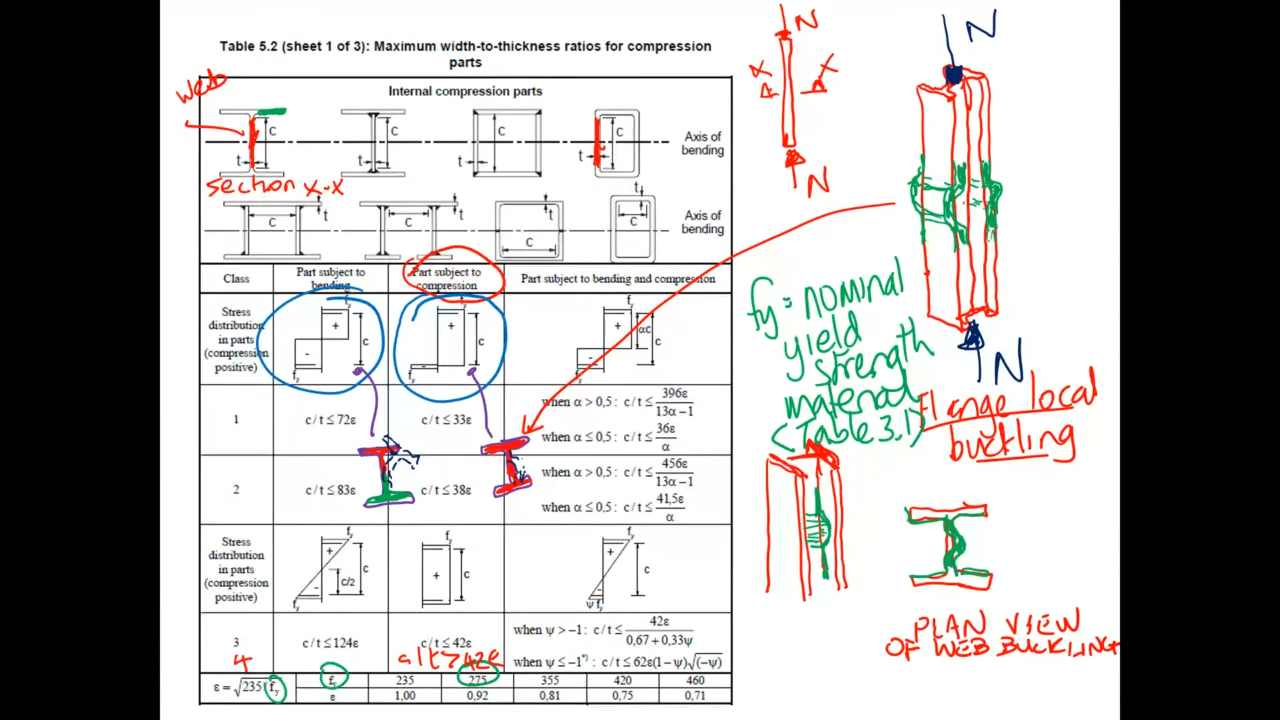 Table 5.2 (sheet 1 of 3): Maximum width-to-thickness ratios for compression
parts
Internal compression parts
web
c
t
c
t
c
t
c
t
Axis of
bending
section X-X
c
t
c
t
c
t
c
t
Axis of
bending
Class
Part subject to
bending
Part subject to
compression
Part subject to bending and compression
Stress
distribution
in parts
(compression
positive)
fy
+
-
c
fy
fy
+
c
fy
fy
+
-
αc
c
fy
1
c / t ≤ 72ε
c / t ≤ 33ε
when α > 0,5 : c / t ≤ 396ε
13α − 1
when α ≤ 0,5 : c / t ≤ 36ε
α
2
c / t ≤ 83ε
c / t ≤ 38ε
when α > 0,5 : c / t ≤ 456ε
13α − 1
when α ≤ 0,5 : c / t ≤ 41,5ε
α
Stress
distribution
in parts
(compression
positive)
fy
+
-
c/2
c
fy
fy
+
c
fy
+
-
c
ψ fy
3
c / t ≤ 124ε
c / t ≤ 42ε
when ψ > −1 : c / t ≤ 42ε
0,67 + 0,33ψ
when ψ ≤ −1*) : c / t ≤ 62ε(1 − ψ)√(−ψ)
4
ε = √235/fy
fy
235
275
355
420
460
ε
1,00
0,92
0,81
0,75
0,71
N
X
X
N
N
N
fy = nominal
yield
strength
material
(Table 3.1)
Flange local
buckling
PLAN VIEW
OF WEB BUCKLING